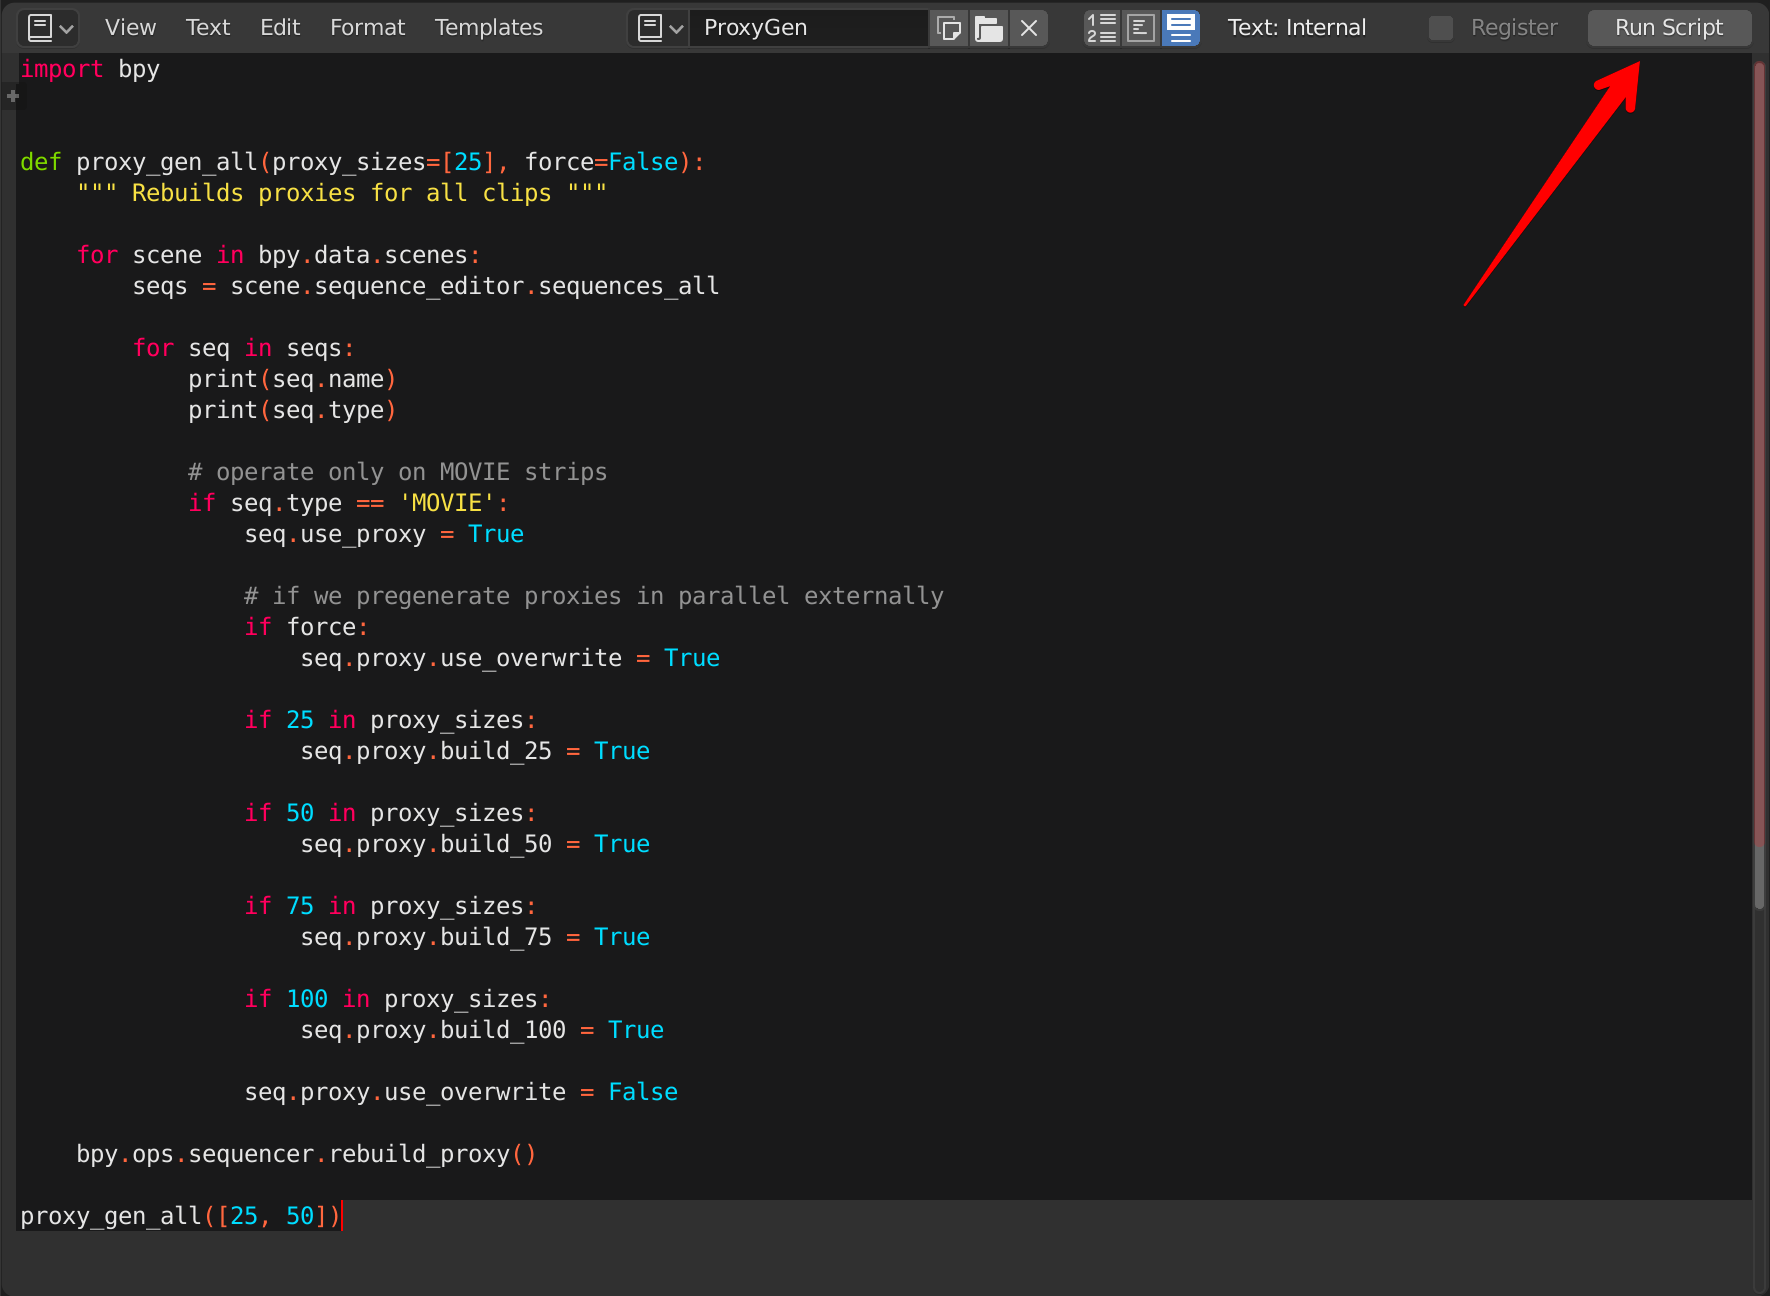 View Text Edit Format Templates ProxyGen Text: Internal Register Run Script
import bpy
def proxy_gen_all(proxy_sizes=[25], force=False):
    """ Rebuilds proxies for all clips """
    for scene in bpy.data.scenes:
        seqs = scene.sequence_editor.sequences_all
        for seq in seqs:
            print(seq.name)
            print(seq.type)
            # operate only on MOVIE strips
            if seq.type == 'MOVIE':
                seq.use_proxy = True
                # if we pregenerate proxies in parallel externally
                if force:
                    seq.proxy.use_overwrite = True
                if 25 in proxy_sizes:
                    seq.proxy.build_25 = True
                if 50 in proxy_sizes:
                    seq.proxy.build_50 = True
                if 75 in proxy_sizes:
                    seq.proxy.build_75 = True
                if 100 in proxy_sizes:
                    seq.proxy.build_100 = True
                seq.proxy.use_overwrite = False
    bpy.ops.sequencer.rebuild_proxy()
proxy_gen_all([25, 50])